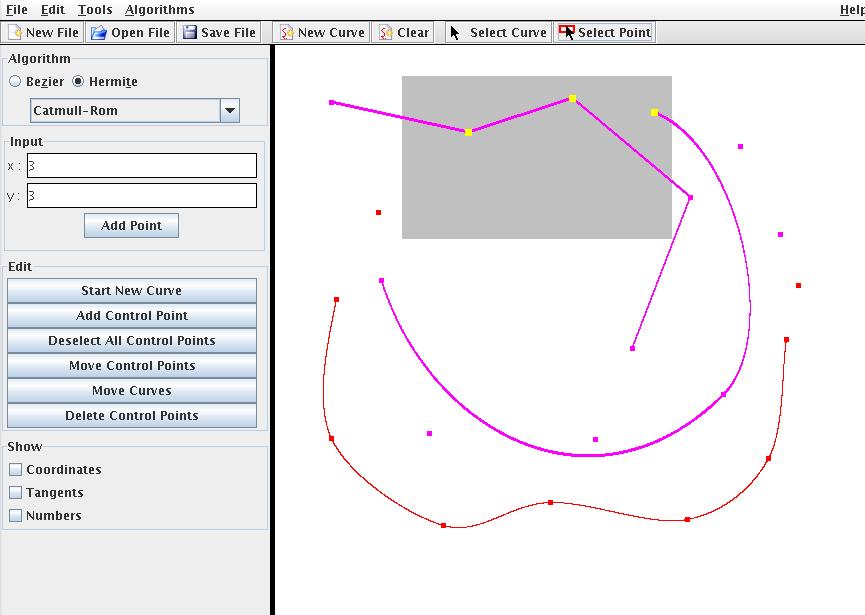 File Edit Tools Algorithms Help
New File Open File Save File New Curve Clear Select Curve Select Point
Algorithm
Bezier Hermite
Catmull-Rom
Input
x : 3
y : 3
Add Point
Edit
Start New Curve
Add Control Point
Deselect All Control Points
Move Control Points
Move Curves
Delete Control Points
Show
Coordinates
Tangents
Numbers